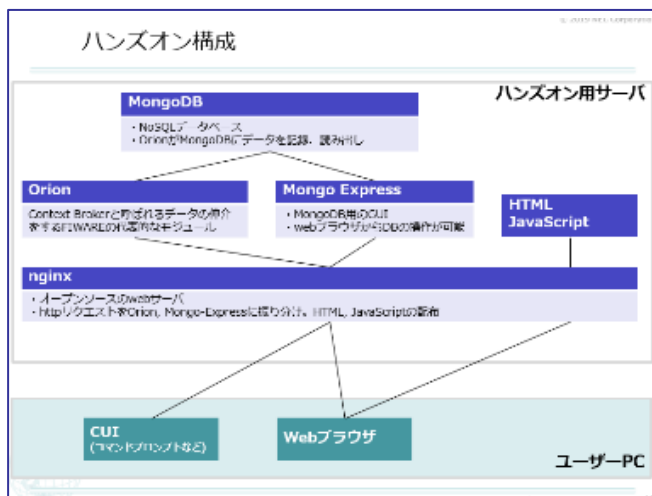 ハンズオン構成
ハンズオン用サーバ
MongoDB
・NoSQLデータベース
・OrionがMongoDBにデータを記録、読み出し
Orion
Context Brokerと呼ばれるデータの仲介
をするFIWAREの代表的なモジュール
Mongo Express
・MongoDB用のGUI
・webブラウザからDBの操作が可能
HTML
JavaScript
nginx
・オープンソースのwebサーバ
・httpリクエストをOrion, Mongo-Expressに振り分け。HTML, JavaScriptの配布
CUI
(コマンドプロンプトなど)
Webブラウザ
ユーザーPC